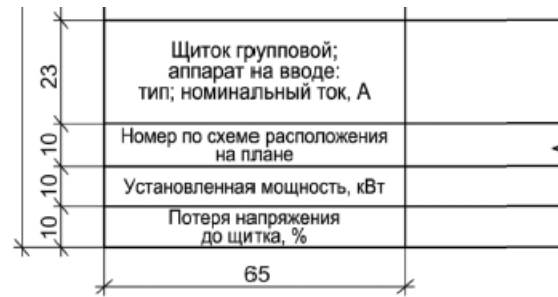 23
Щиток групповой;
аппарат на вводе:
тип; номинальный ток, А
10
Номер по схеме расположения
на плане
10
Установленная мощность, кВт
10
Потеря напряжения
до щитка, %
65